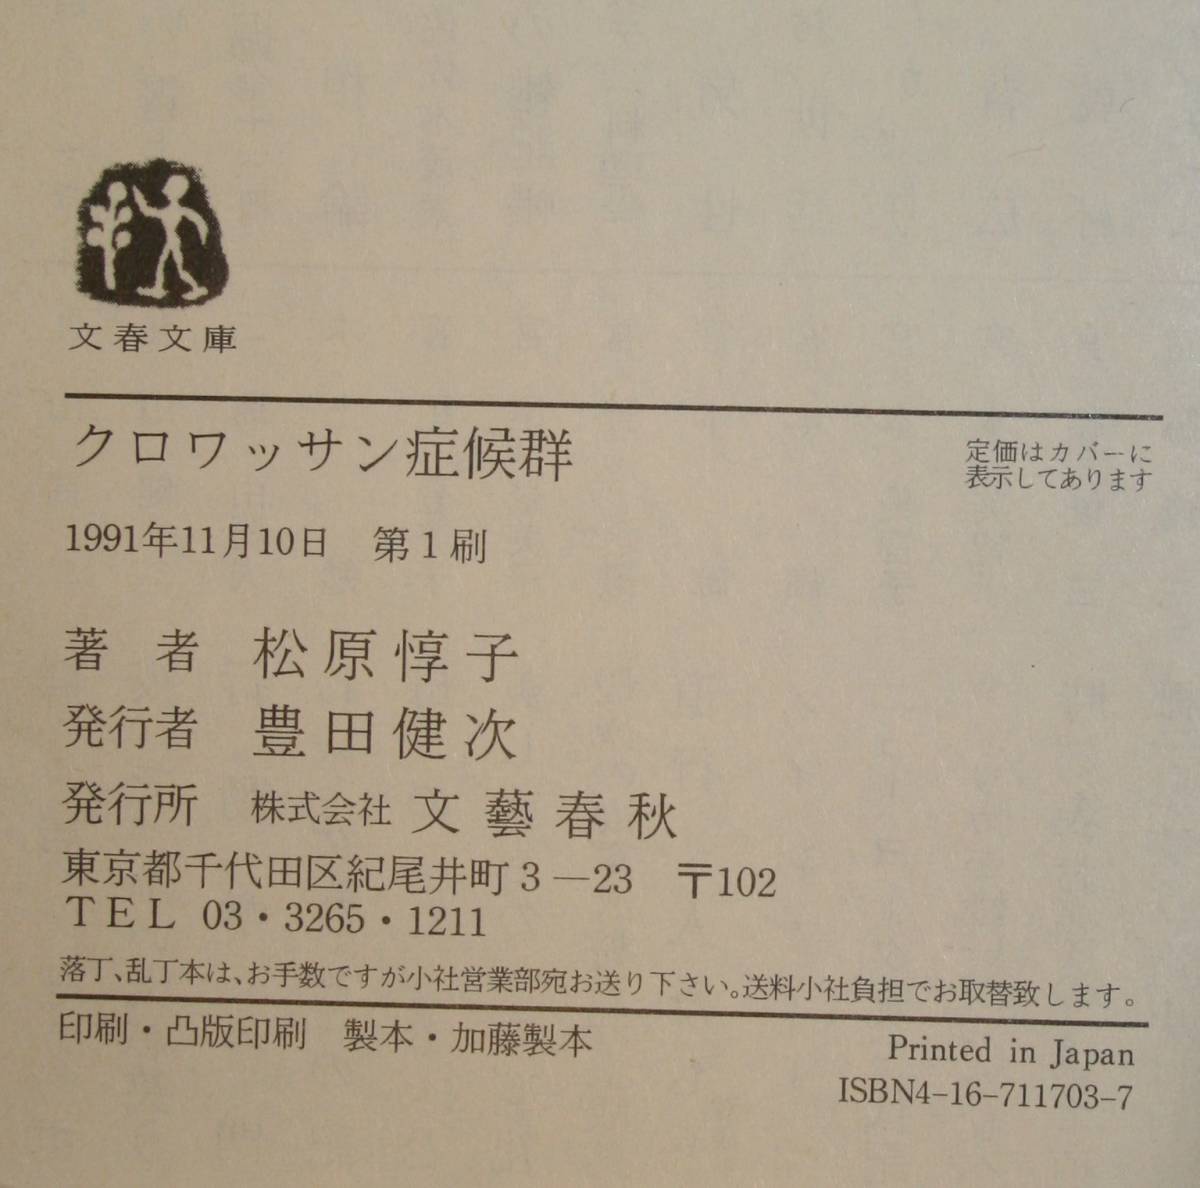 文春文庫
クロワッサン症候群
定価はカバーに
表示してあります
1991年11月10日　第1刷
著　者　松原惇子
発行者　豊田健次
発行所　株式会社 文藝春秋
東京都千代田区紀尾井町3—23　〒102
TEL 03・3265・1211
落丁、乱丁本は、お手数ですが小社営業部宛お送り下さい。送料小社負担でお取替致します。
印刷・凸版印刷　製本・加藤製本
Printed in Japan
ISBN4-16-711703-7